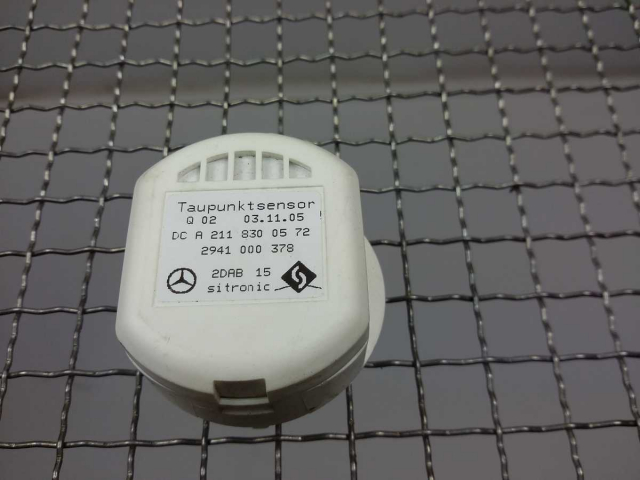 Taupunktsensor
Q 02 03.11.05 !
DC A 211 830 05 72
2941 000 378
2DAB 15
sitronic